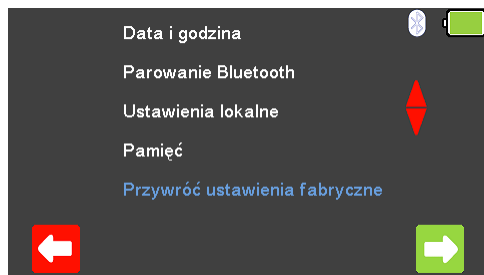 Data i godzina
Parowanie Bluetooth
Ustawienia lokalne
Pamięć
Przywróć ustawienia fabryczne